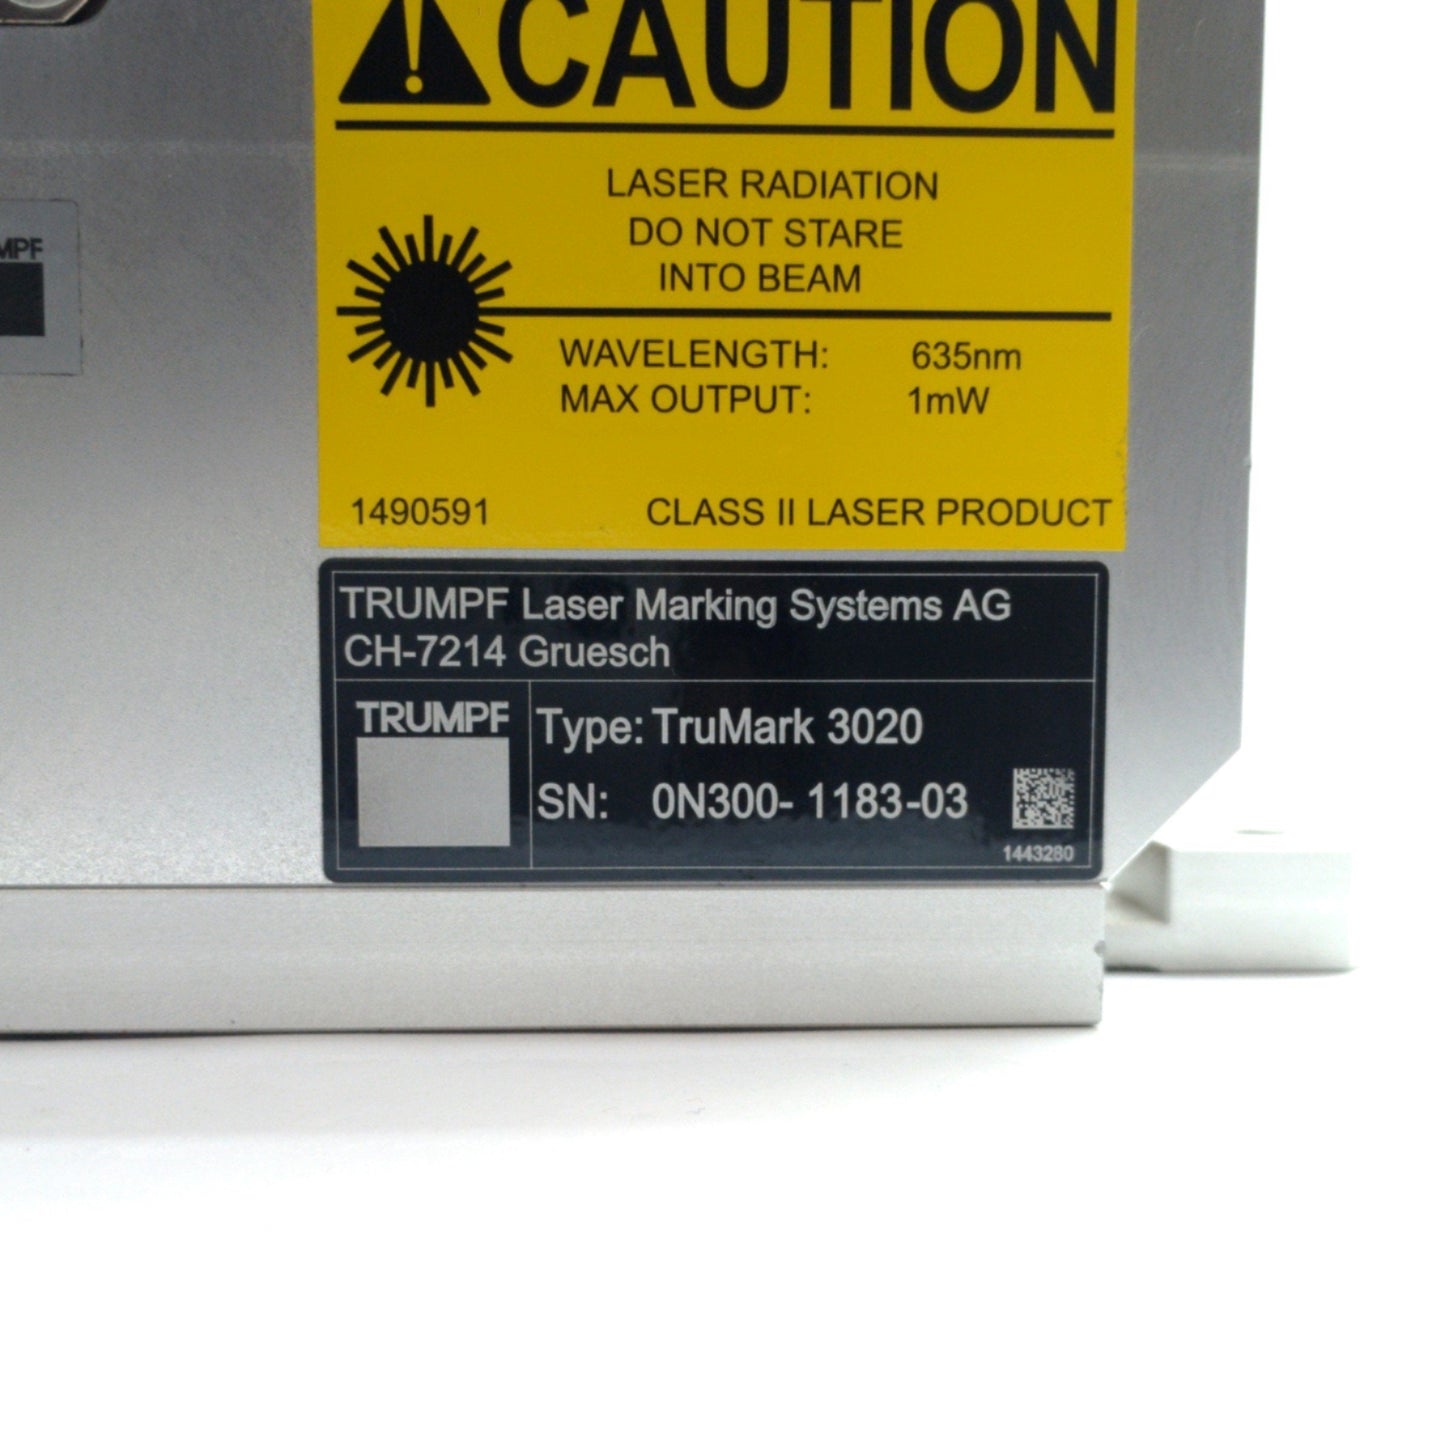 CAUTION
LASER RADIATION
DO NOT STARE
INTO BEAM
WAVELENGTH: 635nm
MAX OUTPUT: 1mW
1490591 CLASS II LASER PRODUCT
MPF
TRUMPF Laser Marking Systems AG
CH-7214 Gruesch
TRUMPF
Type: TruMark 3020
SN: 0N300- 1183-03
1443280